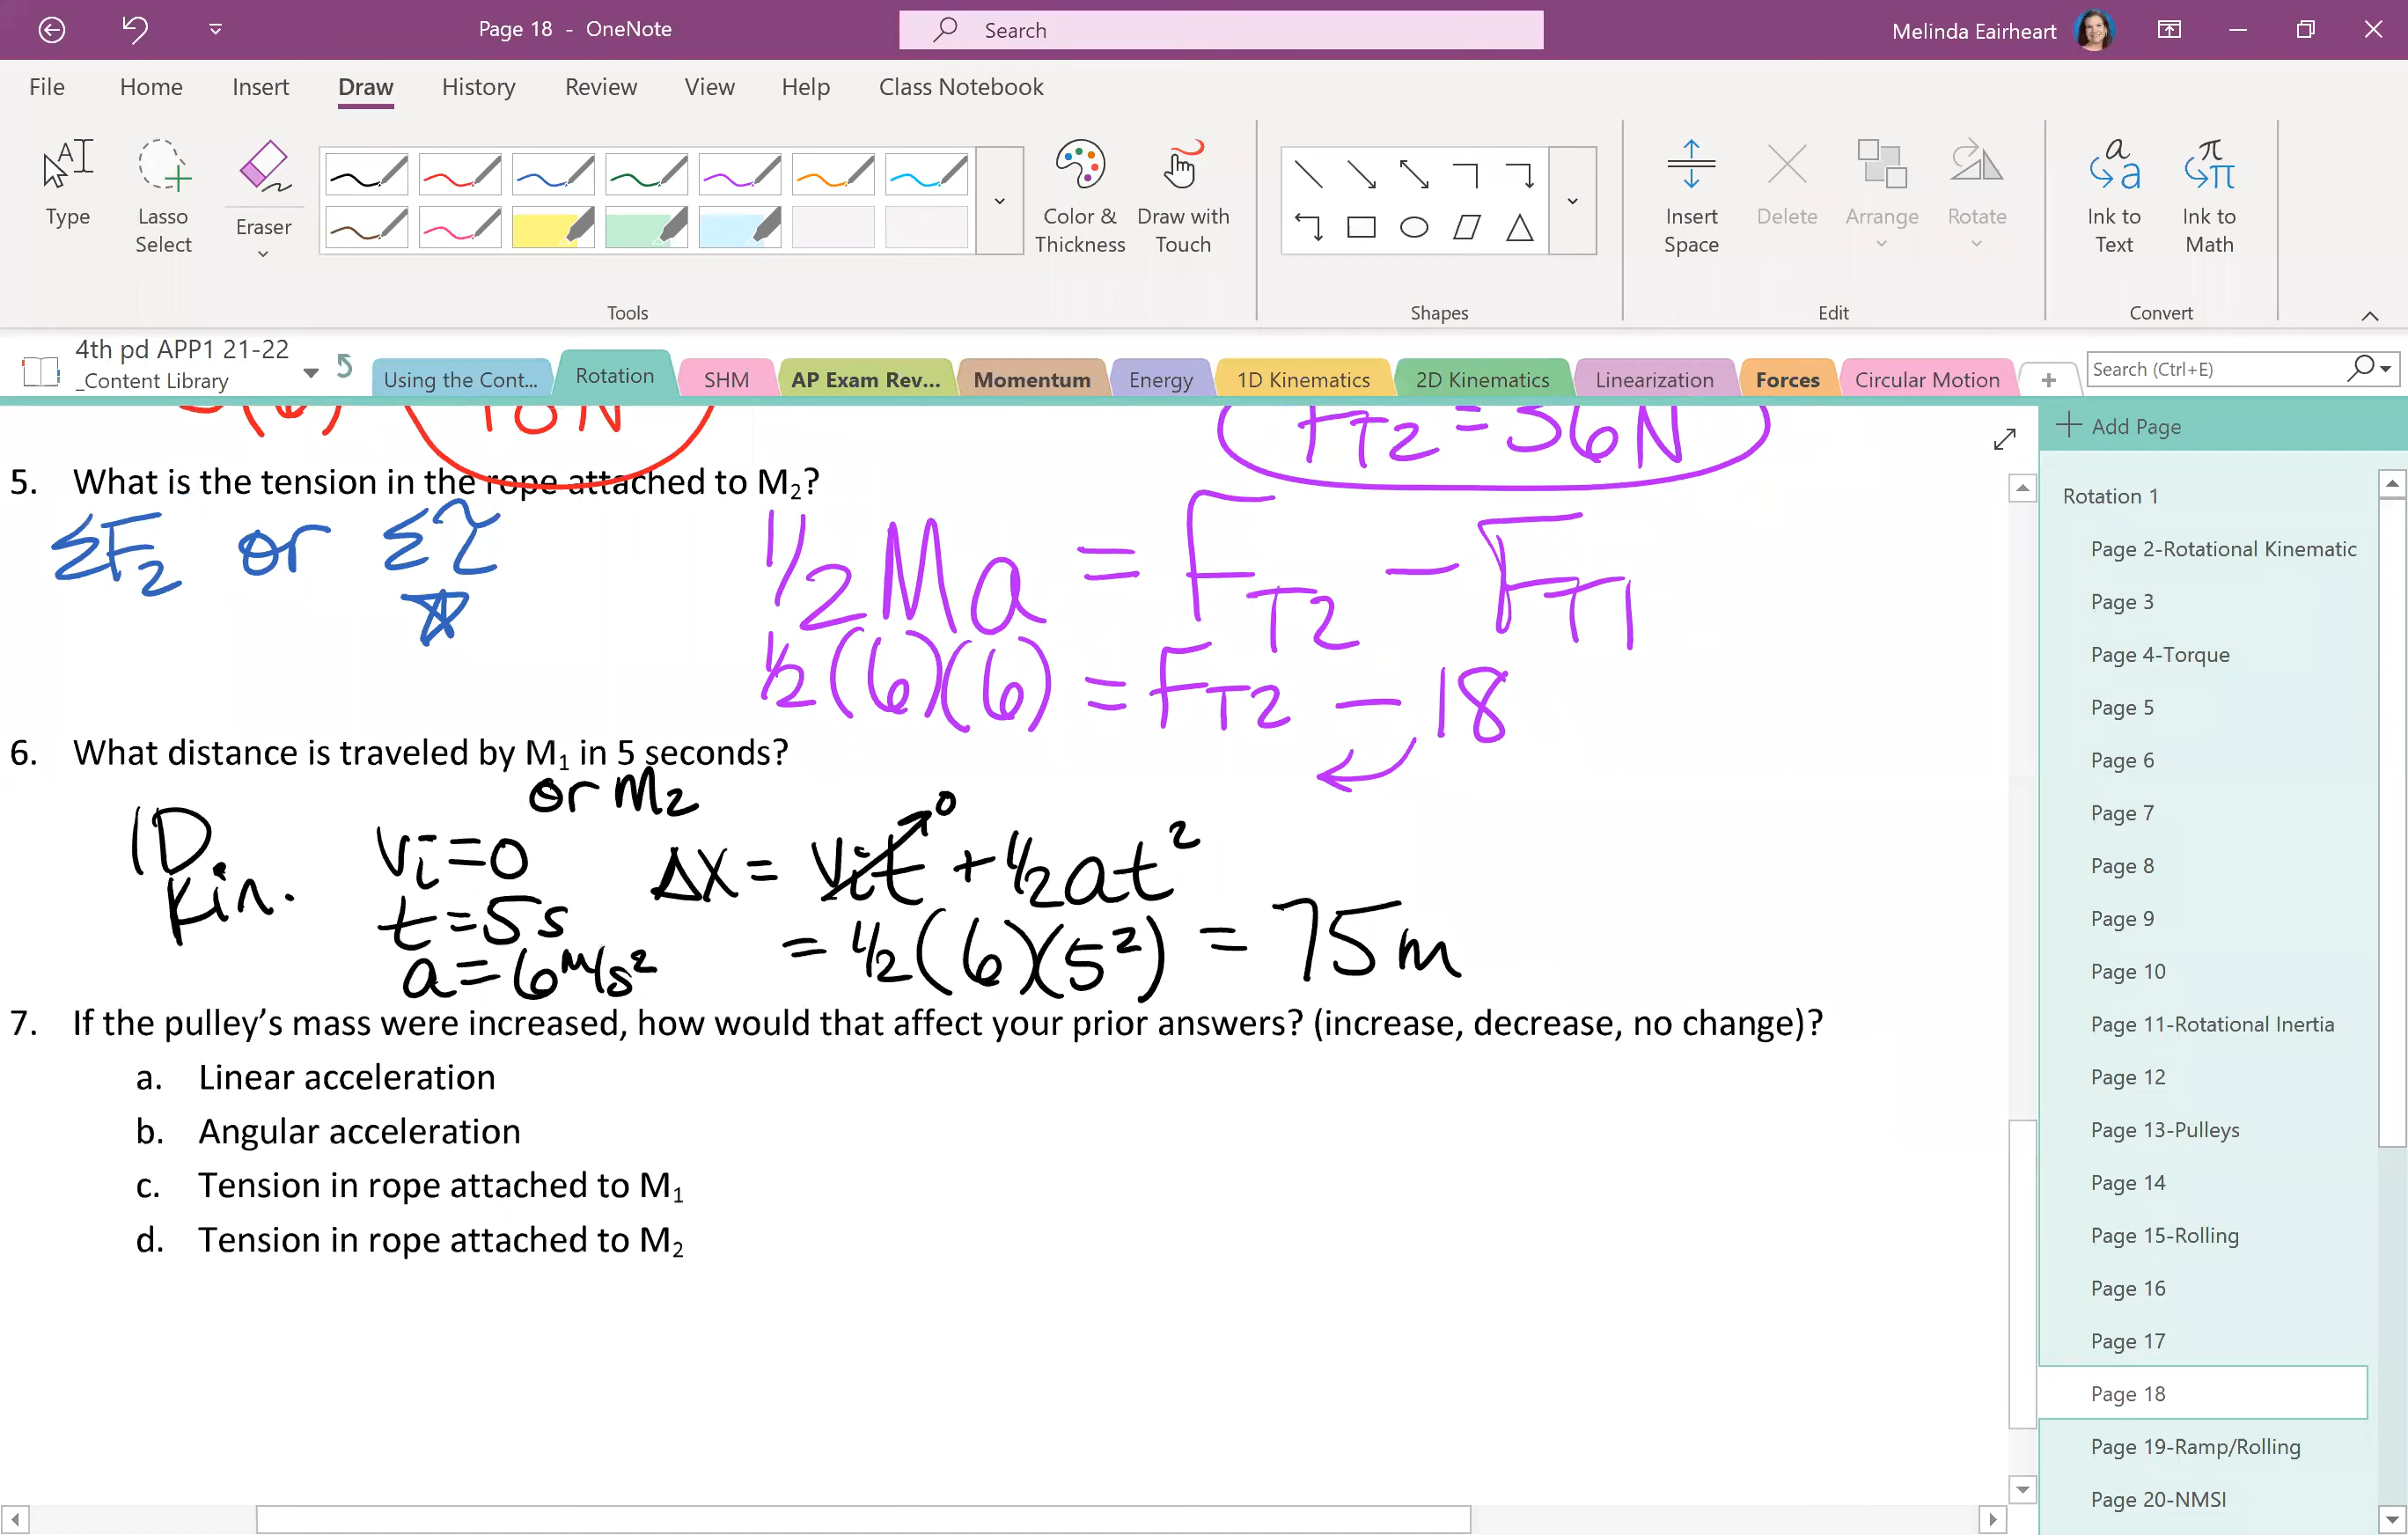 Page 18 - OneNote
Search
Melinda Eairheart
File Home Insert Draw History Review View Help Class Notebook
Type
Lasso Select
Eraser
Color & Thickness
Draw with Touch
Insert Space
Delete
Arrange
Rotate
Ink to Text
Ink to Math
Tools
Shapes
Edit
Convert
4th pd APP1 21-22
_Content Library
Using the Cont... Rotation SHM AP Exam Rev... Momentum Energy 1D Kinematics 2D Kinematics Linearization Forces Circular Motion +
Search (Ctrl+E)
Add Page
Rotation 1
Page 2-Rotational Kinematic
Page 3
Page 4-Torque
Page 5
Page 6
Page 7
Page 8
Page 9
Page 10
Page 11-Rotational Inertia
Page 12
Page 13-Pulleys
Page 14
Page 15-Rolling
Page 16
Page 17
Page 18
Page 19-Ramp/Rolling
Page 20-NMSI
18N
FT2 = 36N
5. What is the tension in the rope attached to M₂?
ΣF₂ or Στ
½Ma = FT2 - FT1
½(6)(6) = FT2 - 18
6. What distance is traveled by M₁ in 5 seconds?
or M₂
1D Kin.
vi=0
t=5s
a=6m/s²
Δx = vit + ½at²
0
= ½(6)(5²) = 75m
7. If the pulley’s mass were increased, how would that affect your prior answers? (increase, decrease, no change)?
a. Linear acceleration
b. Angular acceleration
c. Tension in rope attached to M₁
d. Tension in rope attached to M₂